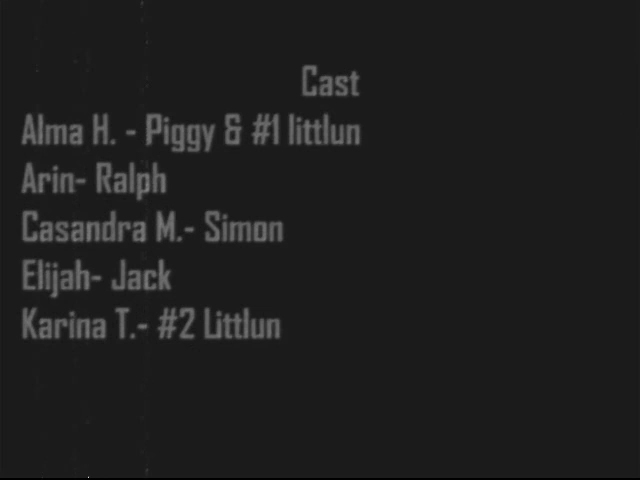 Cast
Alma H. - Piggy & #1 littlun
Arin- Ralph
Casandra M.- Simon
Elijah- Jack
Karina T.- #2 Littlun